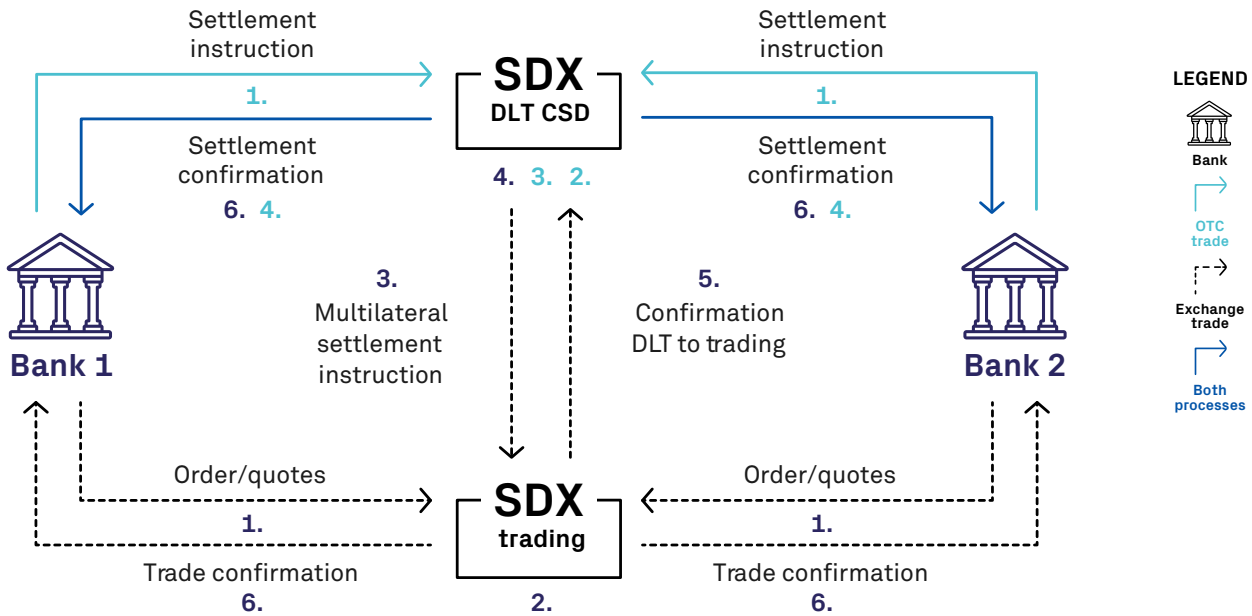 Settlement
instruction
1.
Settlement
confirmation
6. 4.
SDX
DLT CSD
4. 3. 2.
Settlement
instruction
1.
Settlement
confirmation
6. 4.
LEGEND
Bank
OTC
trade
Exchange
trade
Both
processes
Bank 1
3.
Multilateral
settlement
instruction
5.
Confirmation
DLT to trading
Bank 2
Order/quotes
1.
Trade confirmation
6.
SDX
trading
2.
Order/quotes
1.
Trade confirmation
6.